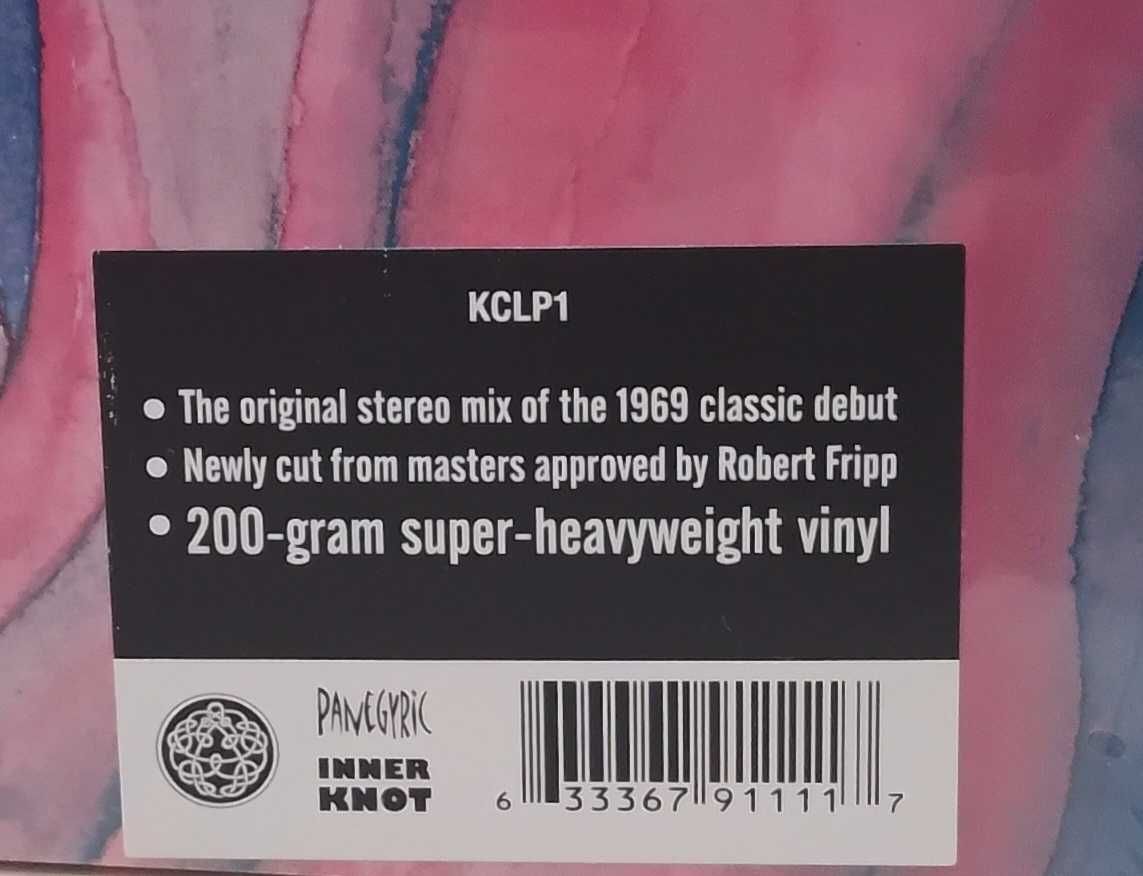 KCLP1
• The original stereo mix of the 1969 classic debut
• Newly cut from masters approved by Robert Fripp
• 200-gram super-heavyweight vinyl
PANEGYRIC
INNER
KNOT
6 33367 91111 7